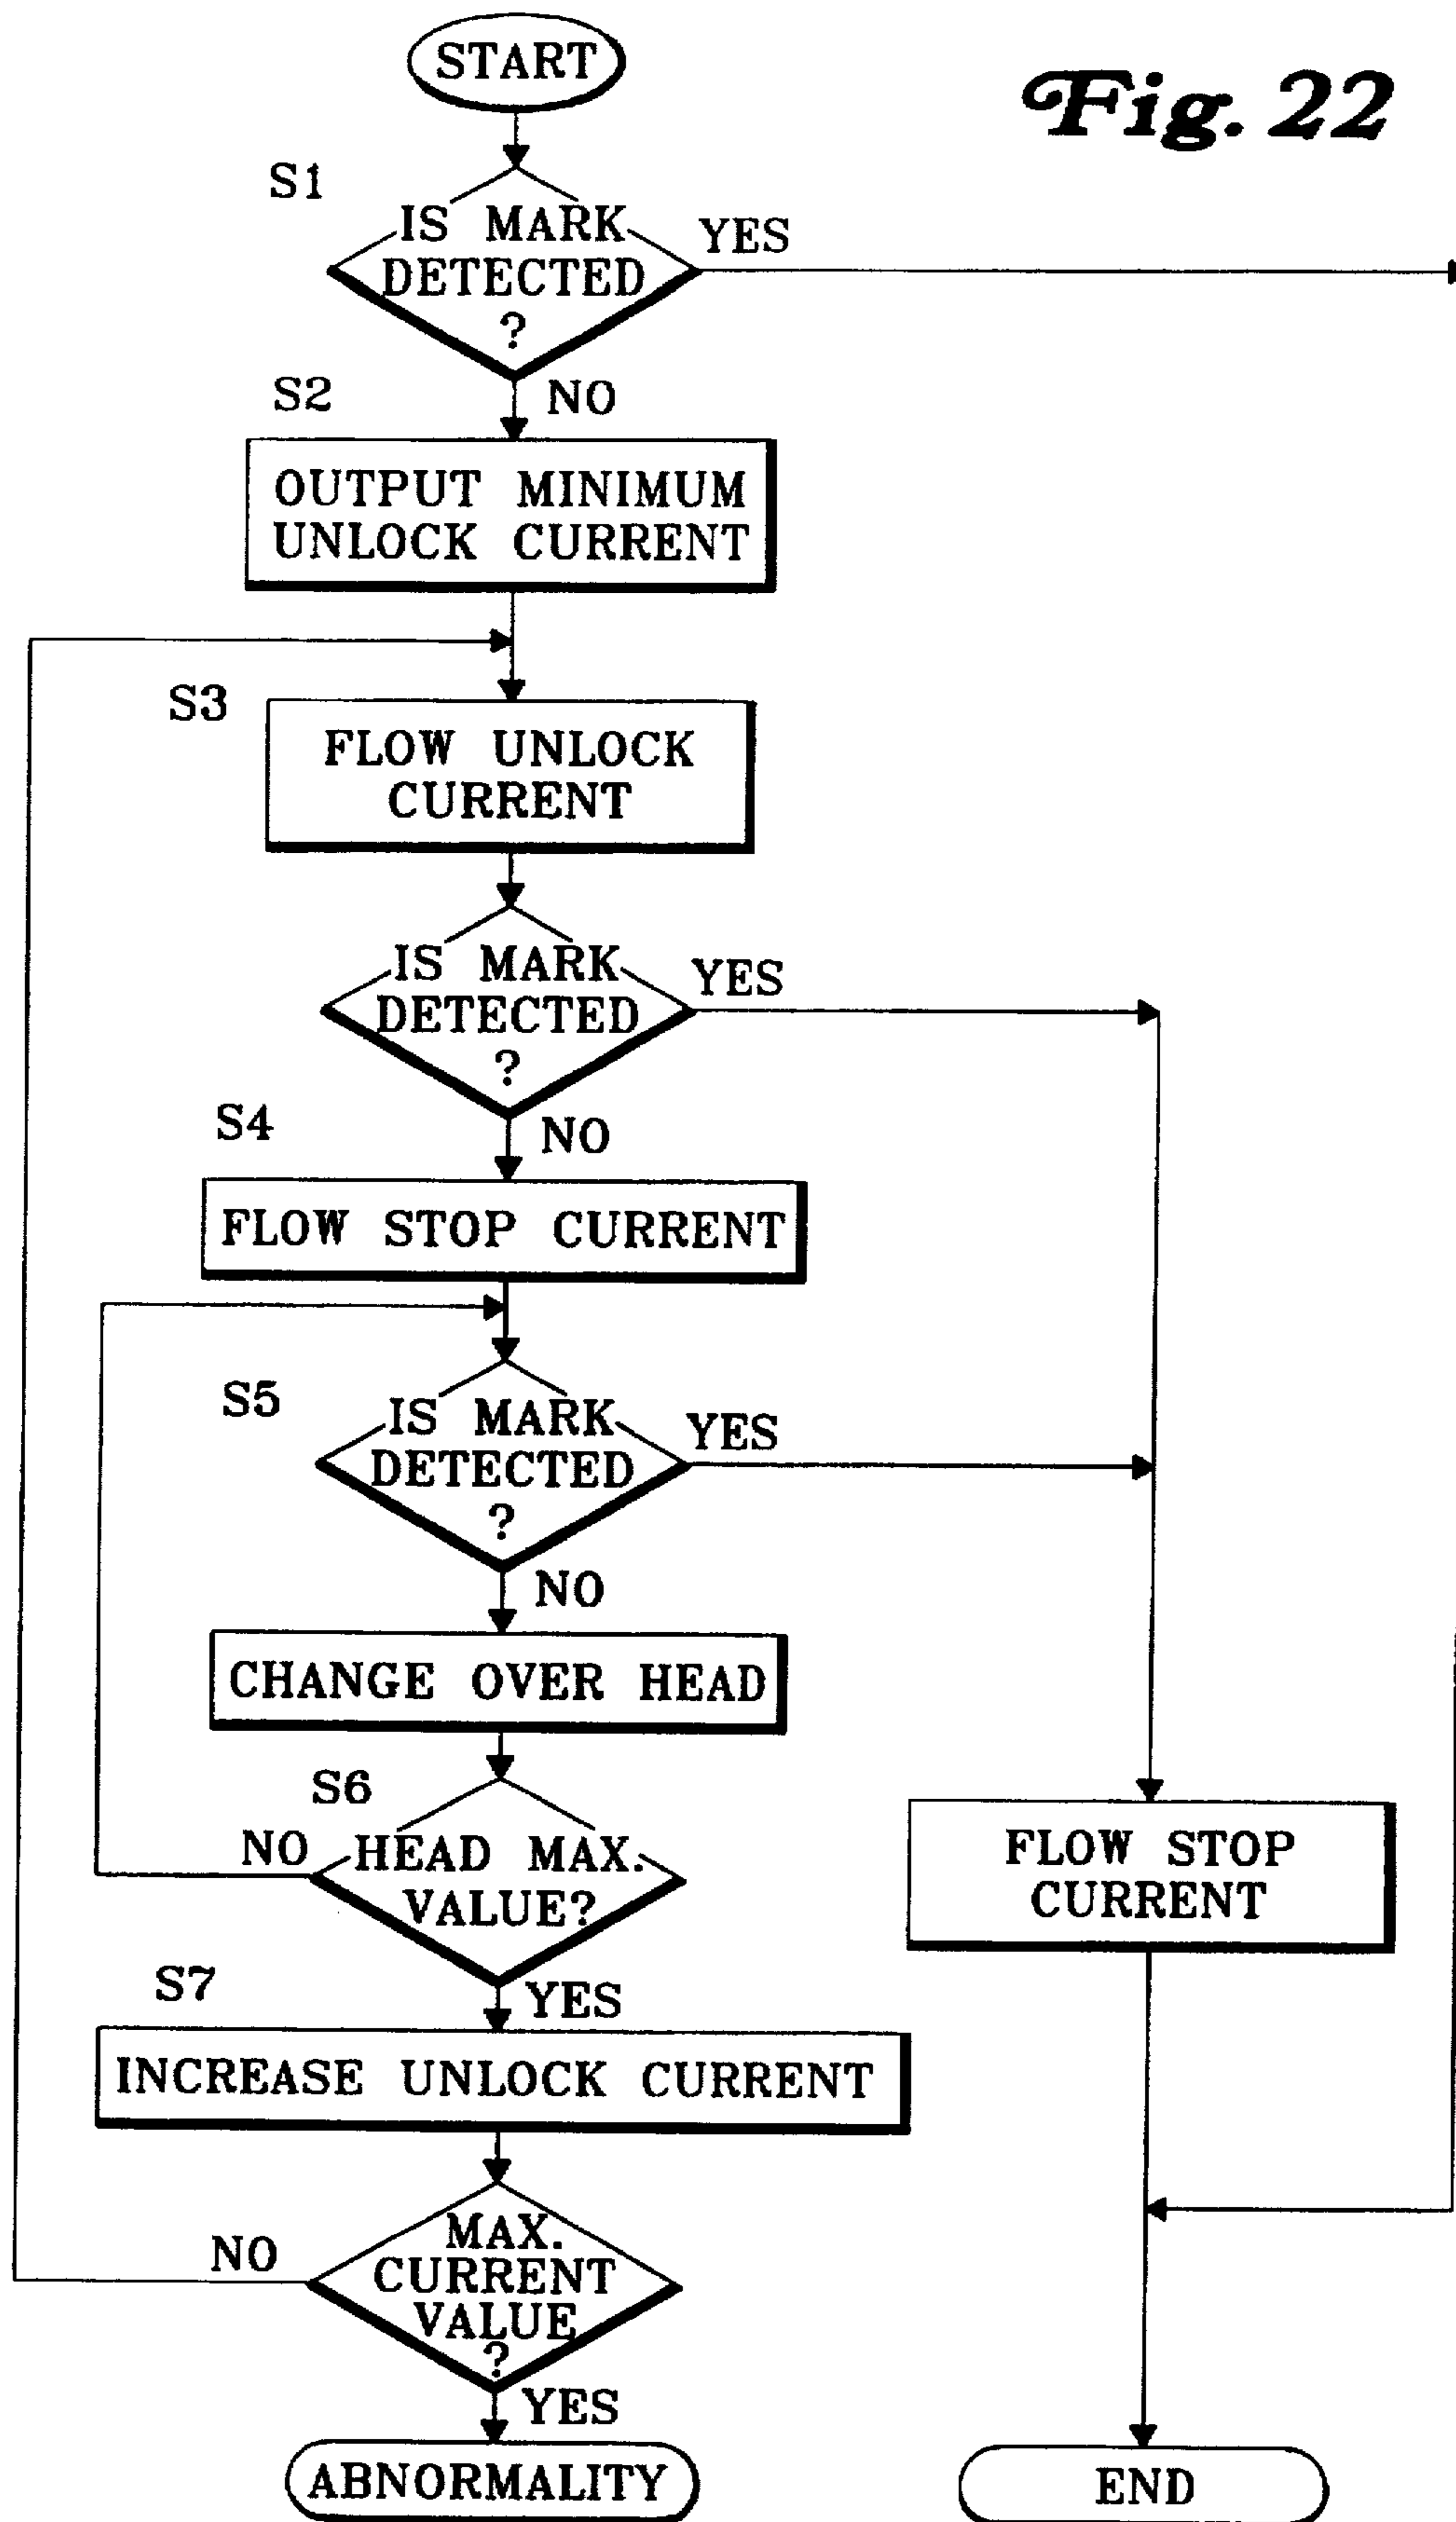 START
Fig. 22
S1
IS MARK
DETECTED
?
YES
NO
S2
OUTPUT MINIMUM
UNLOCK CURRENT
S3
FLOW UNLOCK
CURRENT
IS MARK
DETECTED
?
YES
NO
S4
FLOW STOP CURRENT
S5
IS MARK
DETECTED
?
YES
NO
CHANGE OVER HEAD
S6
NO
HEAD MAX.
VALUE?
YES
FLOW STOP
CURRENT
S7
INCREASE UNLOCK CURRENT
NO
MAX.
CURRENT
VALUE
?
YES
ABNORMALITY
END